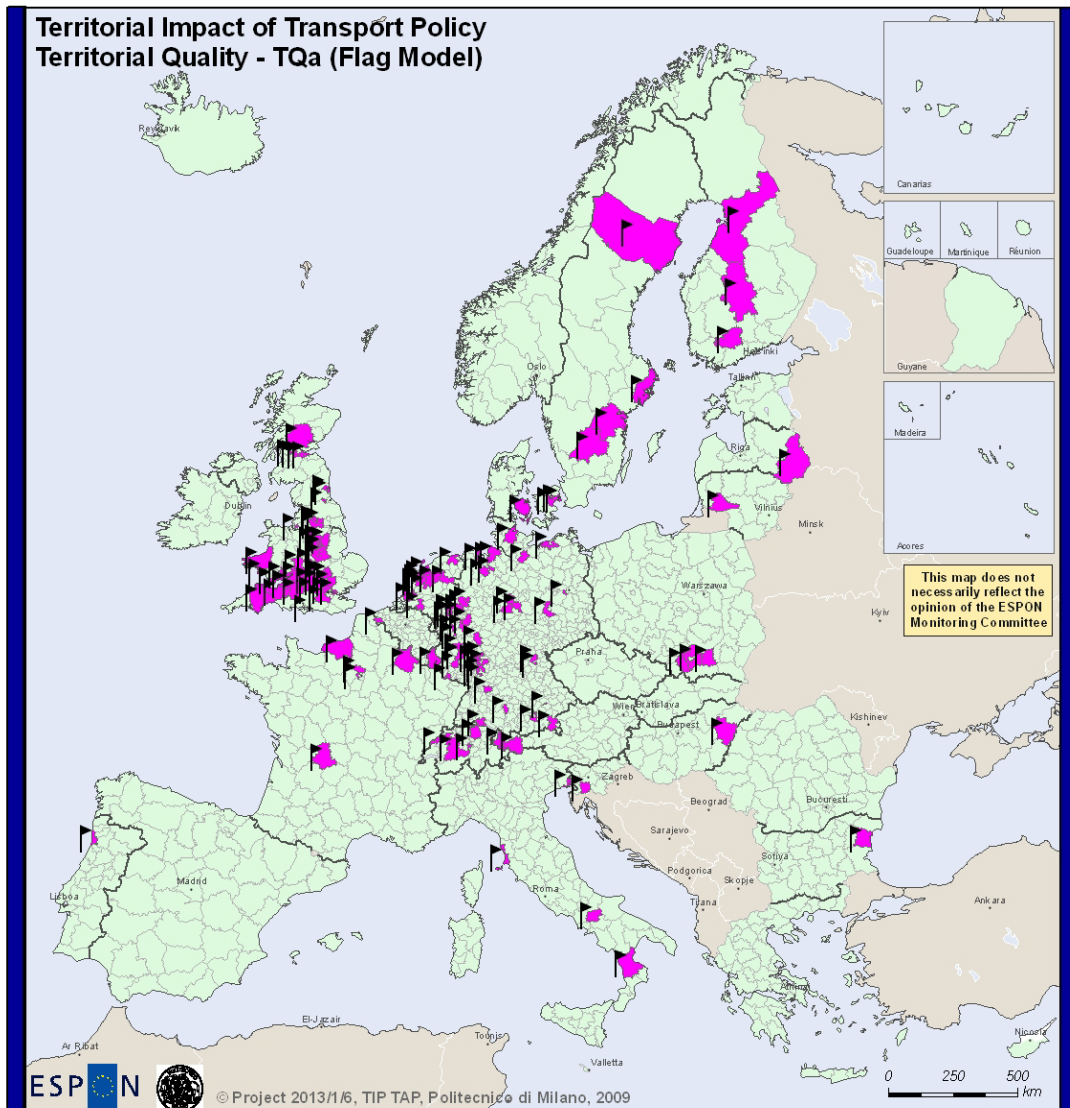 Territorial Impact of Transport Policy
Territorial Quality - TQa (Flag Model)
Reykjavik
Canarias
Guadeloupe
Martinique
Réunion
Guyane
Madeira
Acores
This map does not
necessarily reflect the
opinion of the ESPON
Monitoring Committee
Oslo
Helsinki
Tallinn
Riga
Vilnius
Minsk
Dublin
Warszawa
Kyiv
Praha
Wien
Bratislava
Budapest
Kishinev
Zagreb
Beograd
Bucuresti
Sarajevo
Podgorica
Sofiya
Skopje
Tirana
Roma
Madrid
Lisboa
Ankara
El-Jazair
Tounis
Ar Ribat
Valletta
Nicosia
ESPON
© Project 2013/1/6, TIP TAP, Politecnico di Milano, 2009
0 250 500
km